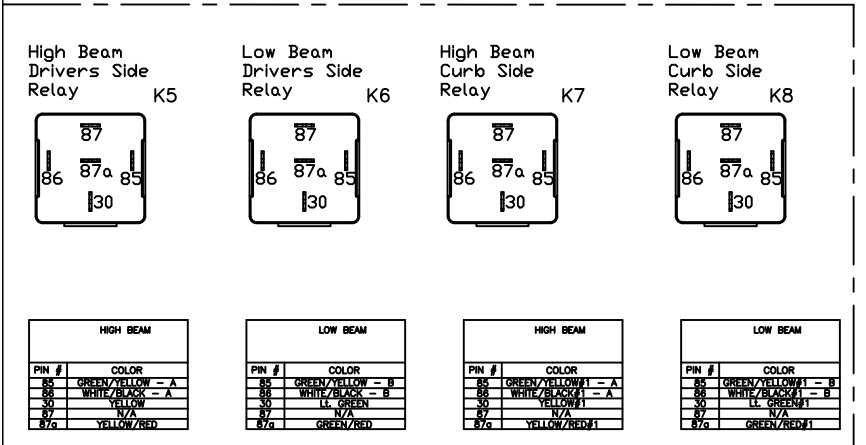 High Beam
Drivers Side
Relay K5
87
86 87a 85
30
Low Beam
Drivers Side
Relay K6
87
86 87a 85
30
High Beam
Curb Side
Relay K7
87
86 87a 85
30
Low Beam
Curb Side
Relay K8
87
86 87a 85
30
HIGH BEAM
PIN # COLOR
85 GREEN/YELLOW - A
86 WHITE/BLACK - A
30 YELLOW
87 N/A
87a YELLOW/RED
LOW BEAM
PIN # COLOR
85 GREEN/YELLOW - B
86 WHITE/BLACK - B
30 Lt. GREEN
87 N/A
87a GREEN/RED
HIGH BEAM
PIN # COLOR
85 GREEN/YELLOW#1 - A
86 WHITE/BLACK#1 - A
30 YELLOW#1
87 N/A
87a YELLOW/RED#1
LOW BEAM
PIN # COLOR
85 GREEN/YELLOW#1 - B
86 WHITE/BLACK#1 - B
30 Lt. GREEN#1
87 N/A
87a GREEN/RED#1